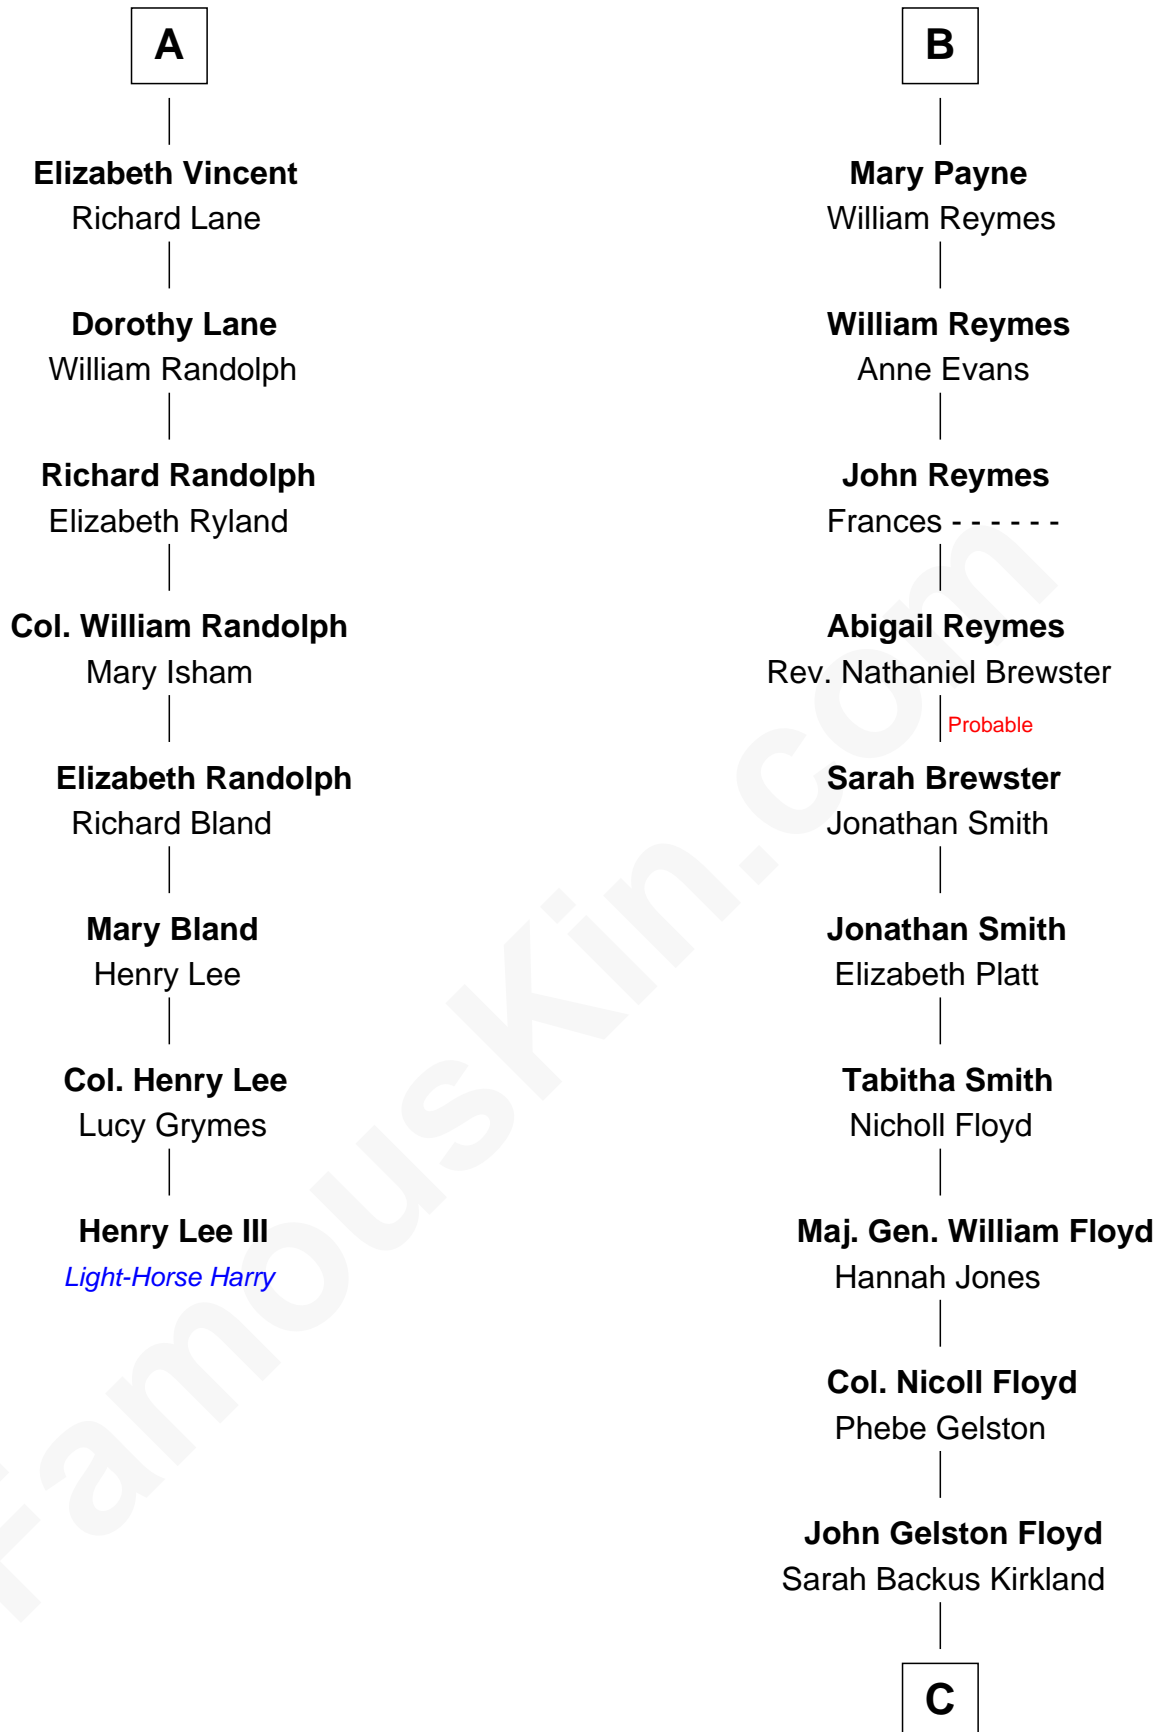 A
Elizabeth Vincent
Richard Lane
Dorothy Lane
William Randolph
Richard Randolph
Elizabeth Ryland
Col. William Randolph
Mary Isham
Elizabeth Randolph
Richard Bland
Mary Bland
Henry Lee
Col. Henry Lee
Lucy Grymes
Henry Lee III
Light-Horse Harry
B
Mary Payne
William Reymes
William Reymes
Anne Evans
John Reymes
Frances - - - - - -
Abigail Reymes
Rev. Nathaniel Brewster
Probable
Sarah Brewster
Jonathan Smith
Jonathan Smith
Elizabeth Platt
Tabitha Smith
Nicholl Floyd
Maj. Gen. William Floyd
Hannah Jones
Col. Nicoll Floyd
Phebe Gelston
John Gelston Floyd
Sarah Backus Kirkland
C
FamousKin.com